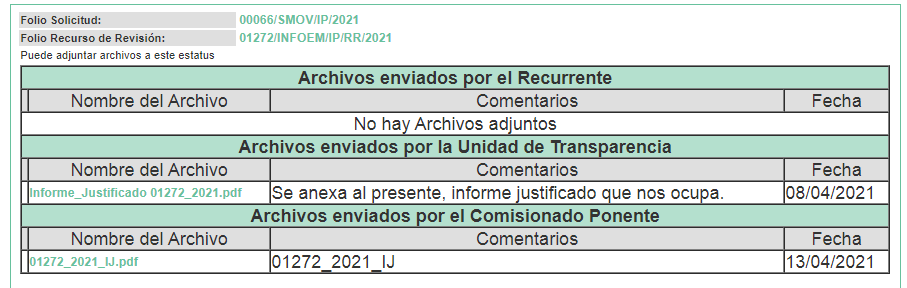 Folio Solicitud: 00066/SMOV/IP/2021
Folio Recurso de Revisión: 01272/INFOEM/IP/RR/2021
Puede adjuntar archivos a este estatus
Archivos enviados por el Recurrente
Nombre del Archivo Comentarios Fecha
No hay Archivos adjuntos
Archivos enviados por la Unidad de Transparencia
Nombre del Archivo Comentarios Fecha
Informe_Justificado 01272_2021.pdf Se anexa al presente, informe justificado que nos ocupa. 08/04/2021
Archivos enviados por el Comisionado Ponente
Nombre del Archivo Comentarios Fecha
01272_2021_IJ.pdf 01272_2021_IJ 13/04/2021